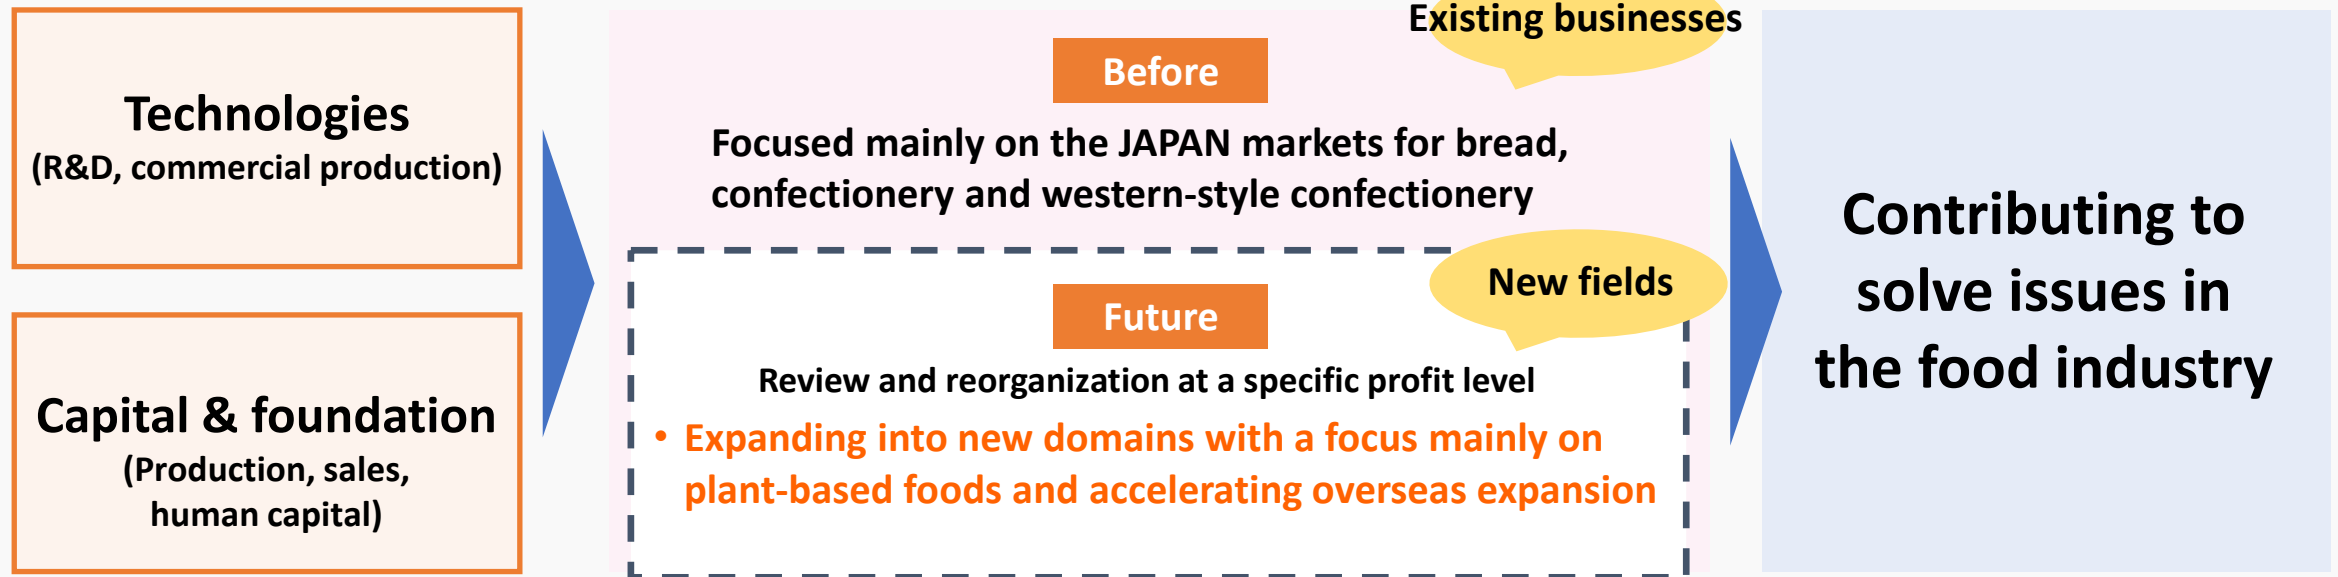 Technologies
(R&D, commercial production)
Capital & foundation
(Production, sales,
human capital)
Existing businesses
Before
Focused mainly on the JAPAN markets for bread,
confectionery and western-style confectionery
New fields
Future
Review and reorganization at a specific profit level
• Expanding into new domains with a focus mainly on
plant-based foods and accelerating overseas expansion
Contributing to
solve issues in
the food industry